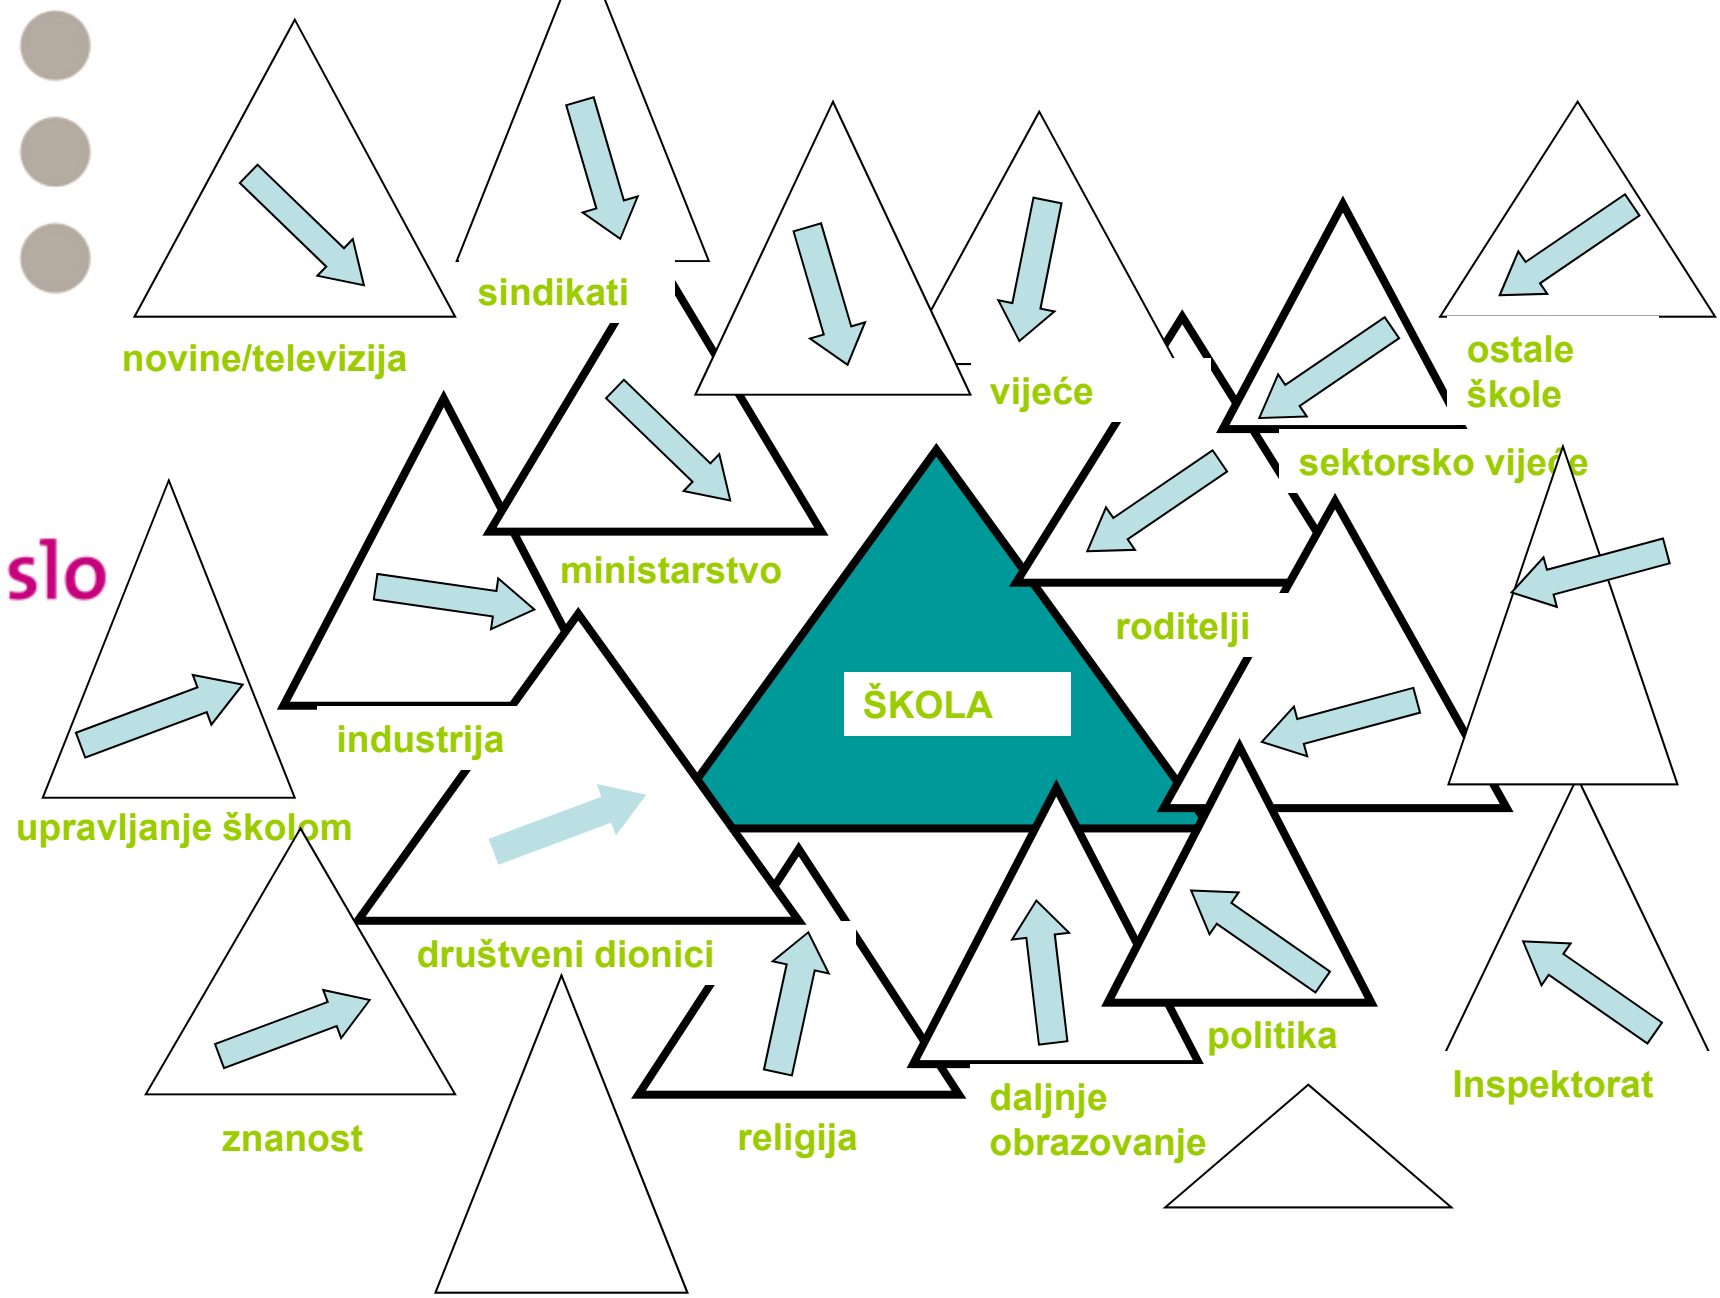 sindikati
novine/televizija
vijeće
ostale
škole
sektorsko vijeće
slo
ministarstvo
roditelji
ŠKOLA
industrija
upravljanje školom
društveni dionici
politika
Inspektorat
daljnje
obrazovanje
religija
znanost